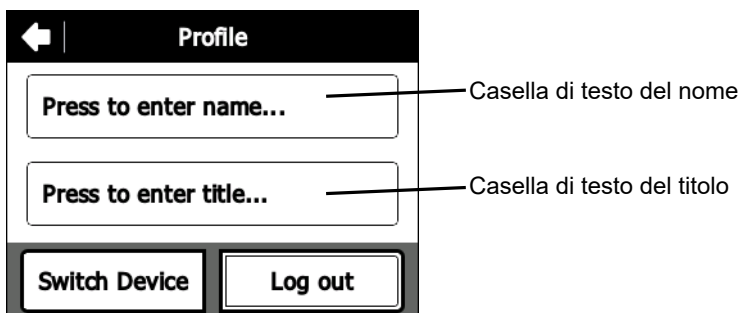 Profile
Press to enter name...
Casella di testo del nome
Press to enter title...
Casella di testo del titolo
Switch Device
Log out